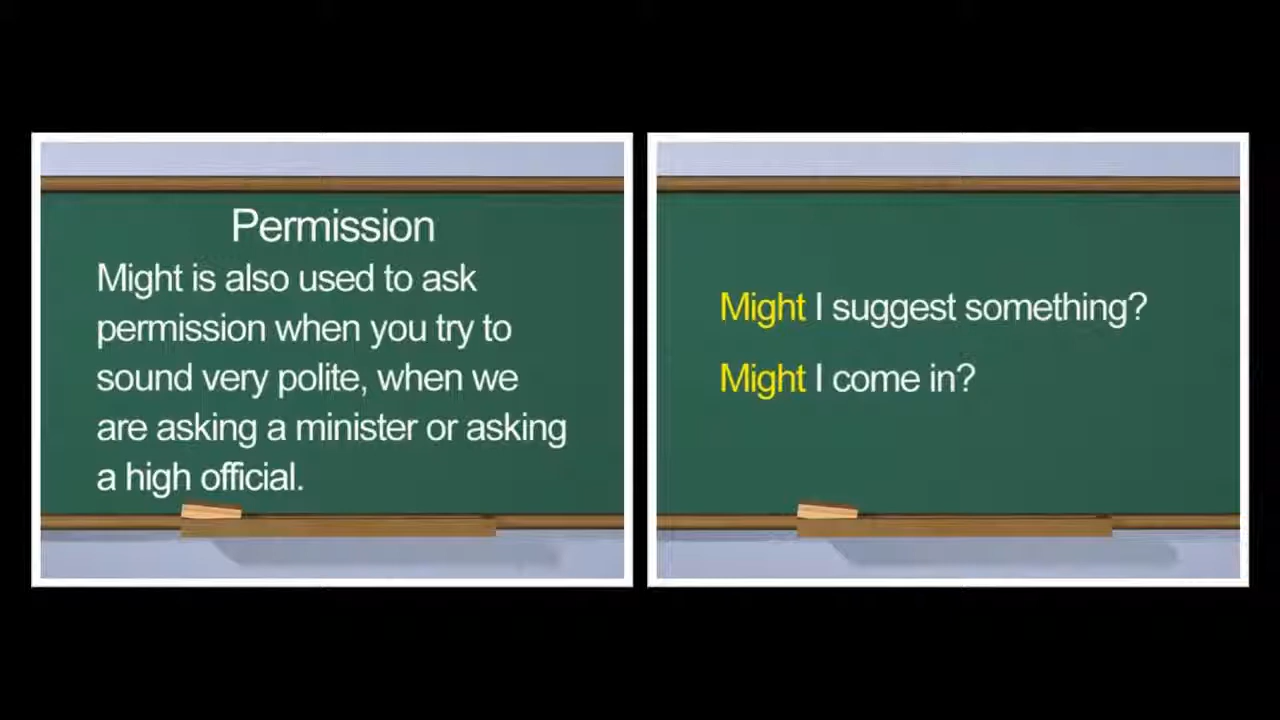 Permission
Might is also used to ask
permission when you try to
sound very polite, when we
are asking a minister or asking
a high official.
Might I suggest something?
Might I come in?